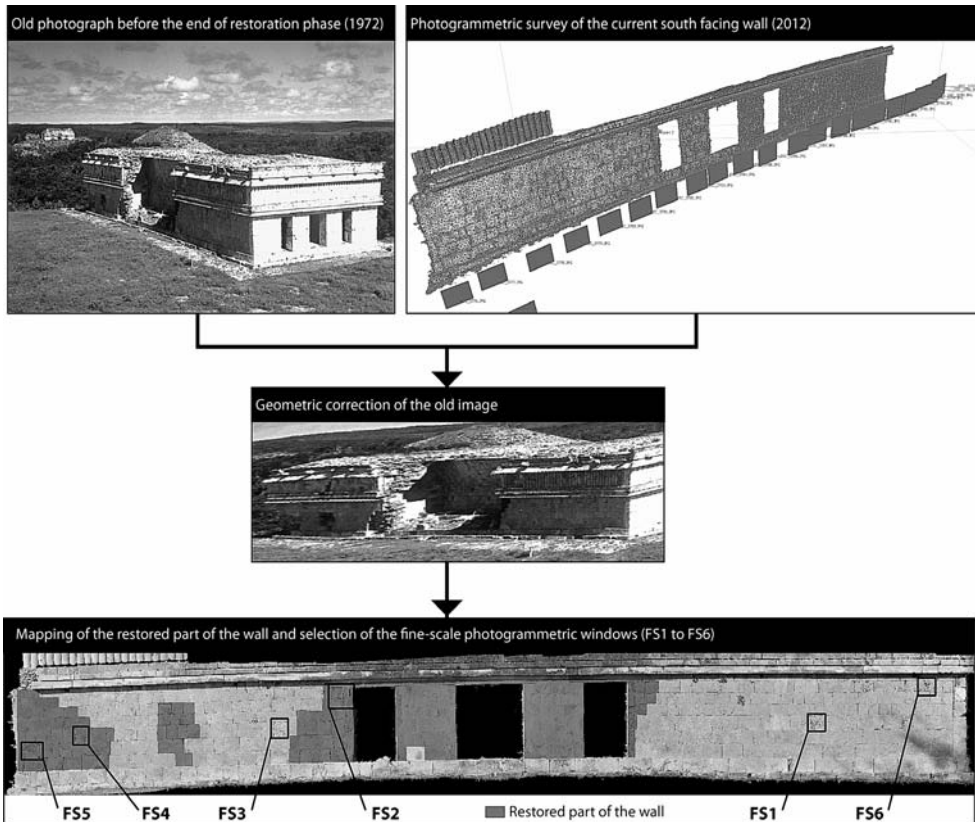 Old photograph before the end of restoration phase (1972)
Photogrammetric survey of the current south facing wall (2012)
Geometric correction of the old image
Mapping of the restored part of the wall and selection of the fine-scale photogrammetric windows (FS1 to FS6)
FS5
FS4
FS3
FS2
Restored part of the wall
FS1
FS6